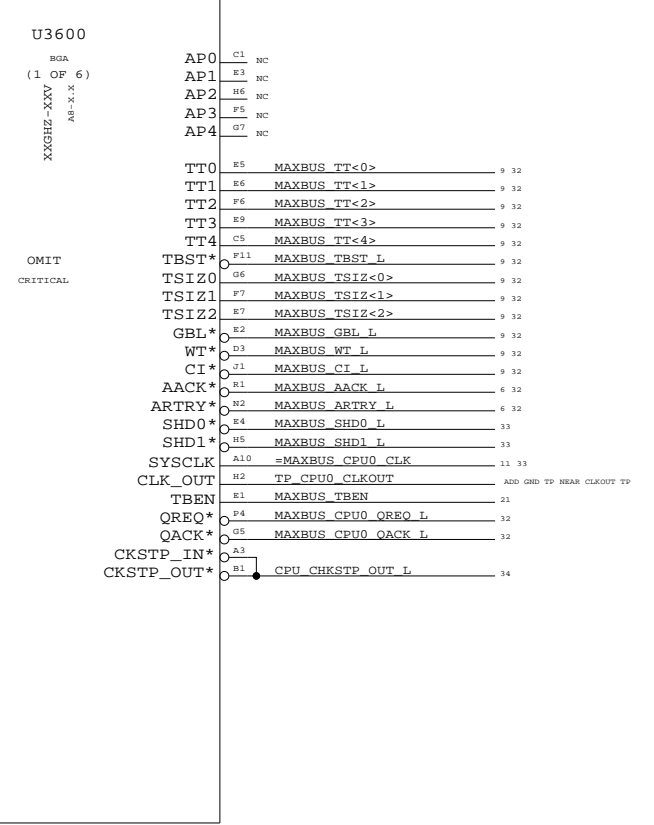 U3600
BGA
(1 OF 6)
XXGHZ-XXV
A8-X.X
OMIT
CRITICAL
AP0 C1 NC
AP1 E3 NC
AP2 H6 NC
AP3 F5 NC
AP4 G7 NC
TT0 E5 MAXBUS_TT<0> 9 32
TT1 E6 MAXBUS_TT<1> 9 32
TT2 F6 MAXBUS_TT<2> 9 32
TT3 E9 MAXBUS_TT<3> 9 32
TT4 C5 MAXBUS_TT<4> 9 32
TBST* F11 MAXBUS_TBST_L 9 32
TSIZ0 G6 MAXBUS_TSIZ<0> 9 32
TSIZ1 F7 MAXBUS_TSIZ<1> 9 32
TSIZ2 E7 MAXBUS_TSIZ<2> 9 32
GBL* E2 MAXBUS_GBL_L 9 32
WT* D3 MAXBUS_WT_L 9 32
CI* J1 MAXBUS_CI_L 9 32
AACK* R1 MAXBUS_AACK_L 6 32
ARTRY* N2 MAXBUS_ARTRY_L 6 32
SHD0* E4 MAXBUS_SHD0_L 33
SHD1* H5 MAXBUS_SHD1_L 33
SYSCLK A10 =MAXBUS_CPU0_CLK 11 33
CLK_OUT H2 TP_CPU0_CLKOUT ADD GND TP NEAR CLKOUT TP
TBEN E1 MAXBUS_TBEN 21
QREQ* P4 MAXBUS_CPU0_QREQ_L 32
QACK* G5 MAXBUS_CPU0_QACK_L 32
CKSTP_IN* A3
CKSTP_OUT* B1 CPU_CHKSTP_OUT_L 34